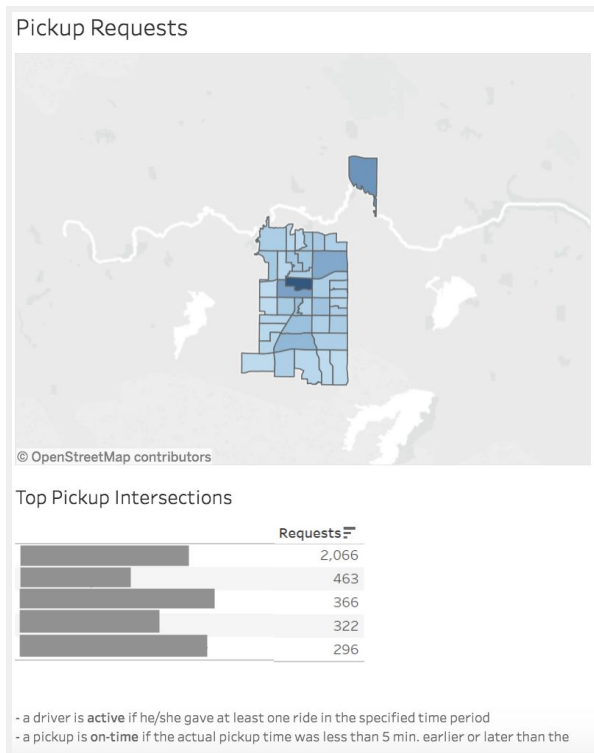 Pickup Requests
© OpenStreetMap contributors
Top Pickup Intersections
Requests
2,066
463
366
322
296
- a driver is active if he/she gave at least one ride in the specified time period
- a pickup is on-time if the actual pickup time was less than 5 min. earlier or later than the